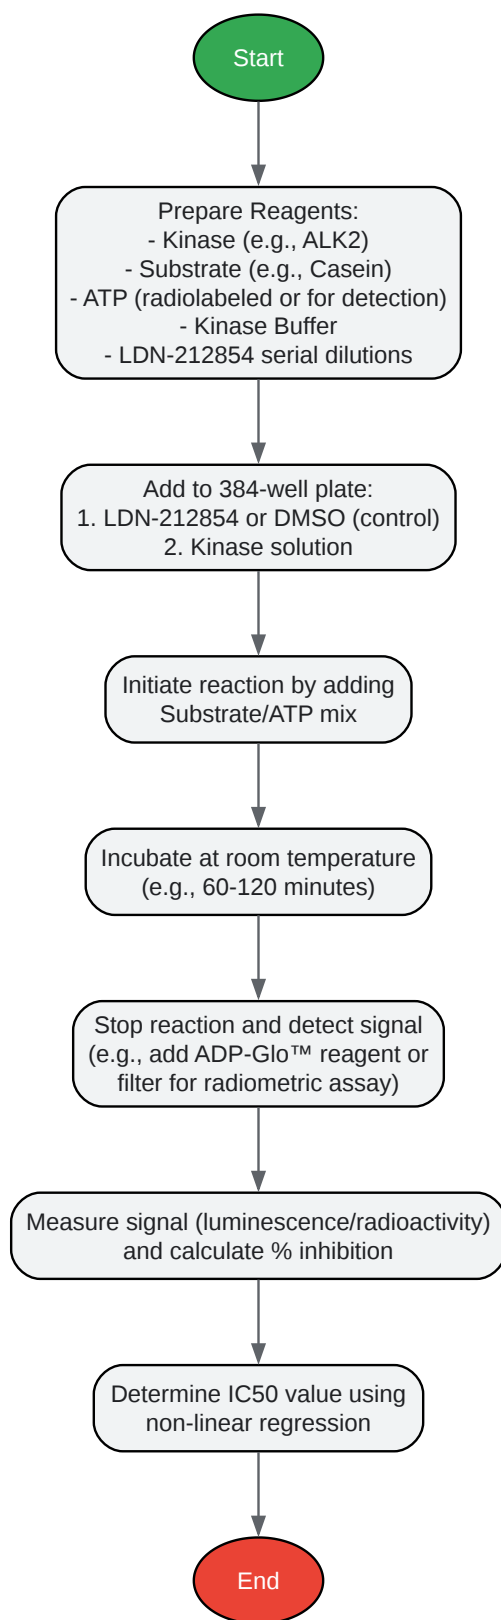 Start
Prepare Reagents:
- Kinase (e.g., ALK2)
- Substrate (e.g., Casein)
- ATP (radiolabeled or for detection)
- Kinase Buffer
- LDN-212854 serial dilutions
Add to 384-well plate:
1. LDN-212854 or DMSO (control)
2. Kinase solution
Initiate reaction by adding
Substrate/ATP mix
Incubate at room temperature
(e.g., 60-120 minutes)
Stop reaction and detect signal
(e.g., add ADP-Glo™ reagent or
filter for radiometric assay)
Measure signal (luminescence/radioactivity)
and calculate % inhibition
Determine IC50 value using
non-linear regression
End